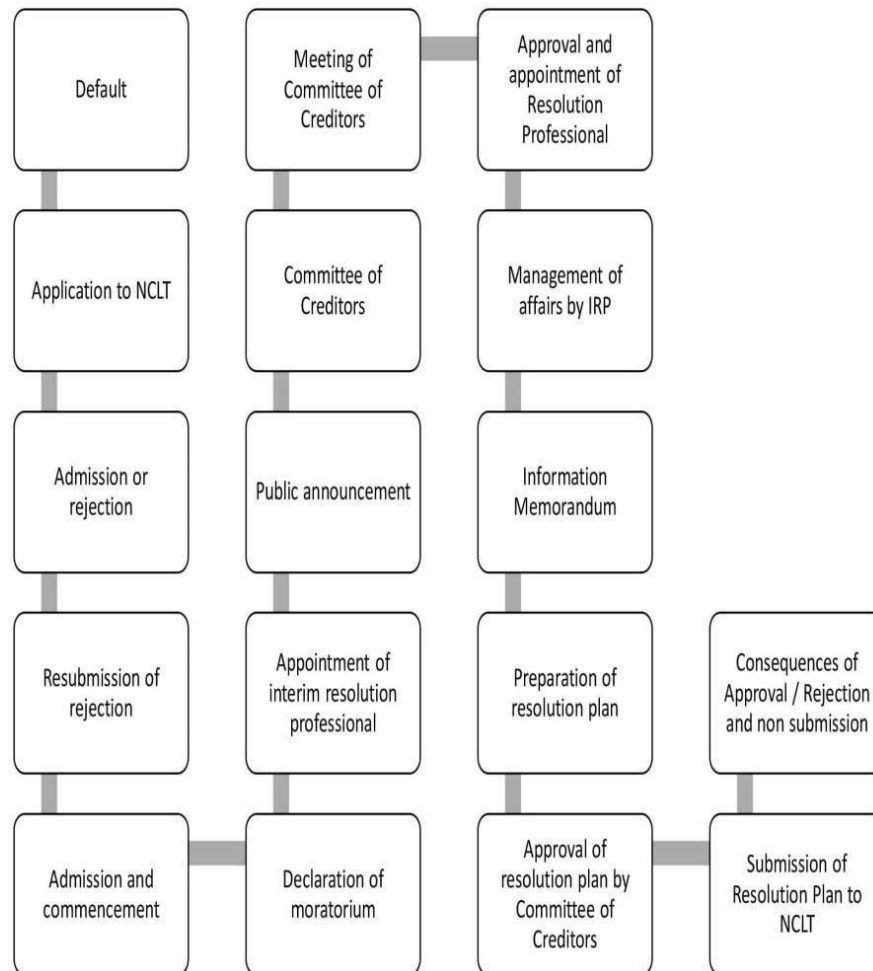 Default
Application to NCLT
Admission or
rejection
Resubmission of
rejection
Admission and
commencement
Declaration of
moratorium
Appointment of
interim resolution
professional
Public announcement
Committee of
Creditors
Meeting of
Committee of
Creditors
Approval and
appointment of
Resolution
Professional
Management of
affairs by IRP
Information
Memorandum
Preparation of
resolution plan
Approval of
resolution plan by
Committee of
Creditors
Submission of
Resolution Plan to
NCLT
Consequences of
Approval / Rejection
and non submission